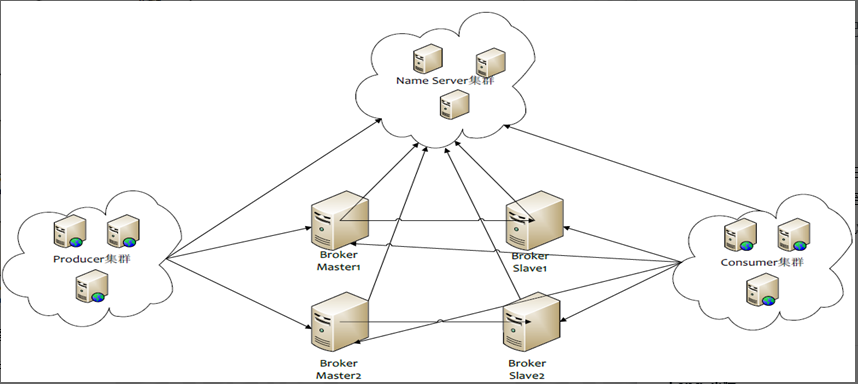 Name Server集群
Producer集群
Broker
Master1
Broker
Slave1
Consumer集群
Broker
Master2
Broker
Slave2